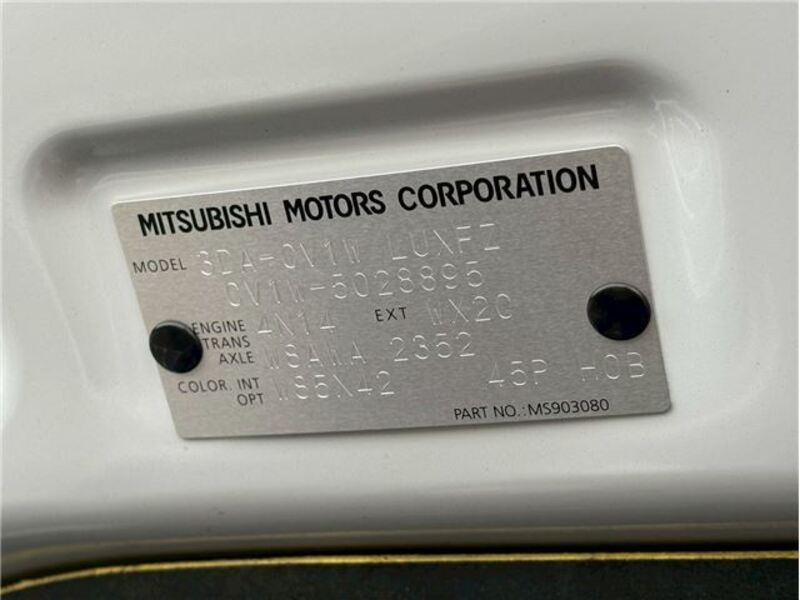 MITSUBISHI MOTORS CORPORATION
MODEL 3DA-CV1W LUXFZ
CV1W-5028895
ENGINE 4N14 EXT WX20
TRANS AXLE W8AWA 2352
COLOR. INT OPT W85X42 45P H0B
PART NO.:MS903080